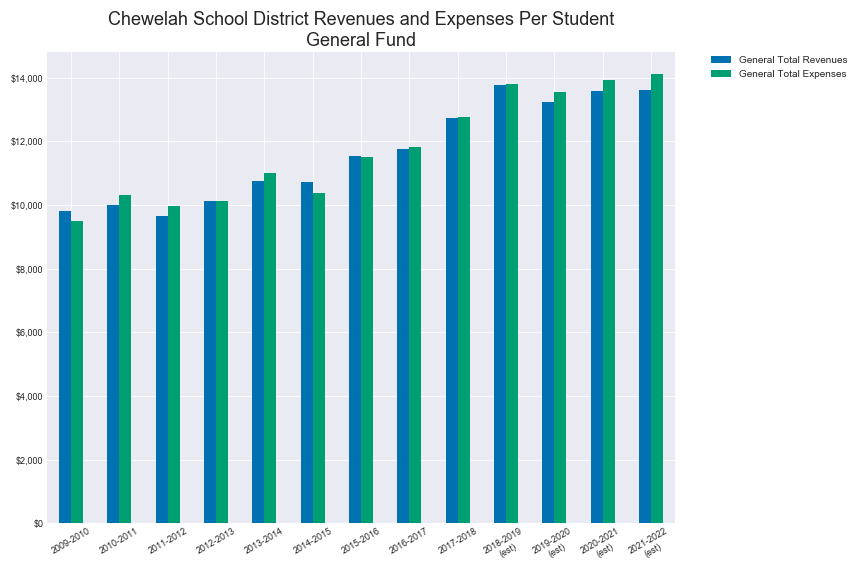 Chewelah School District Revenues and Expenses Per Student
General Fund
General Total Revenues
General Total Expenses
$14,000
$12,000
$10,000
$8,000
$6,000
$4,000
$2,000
$0
2009-2010
2010-2011
2011-2012
2012-2013
2013-2014
2014-2015
2015-2016
2016-2017
2017-2018
2018-2019
(est)
2019-2020
(est)
2020-2021
(est)
2021-2022
(est)